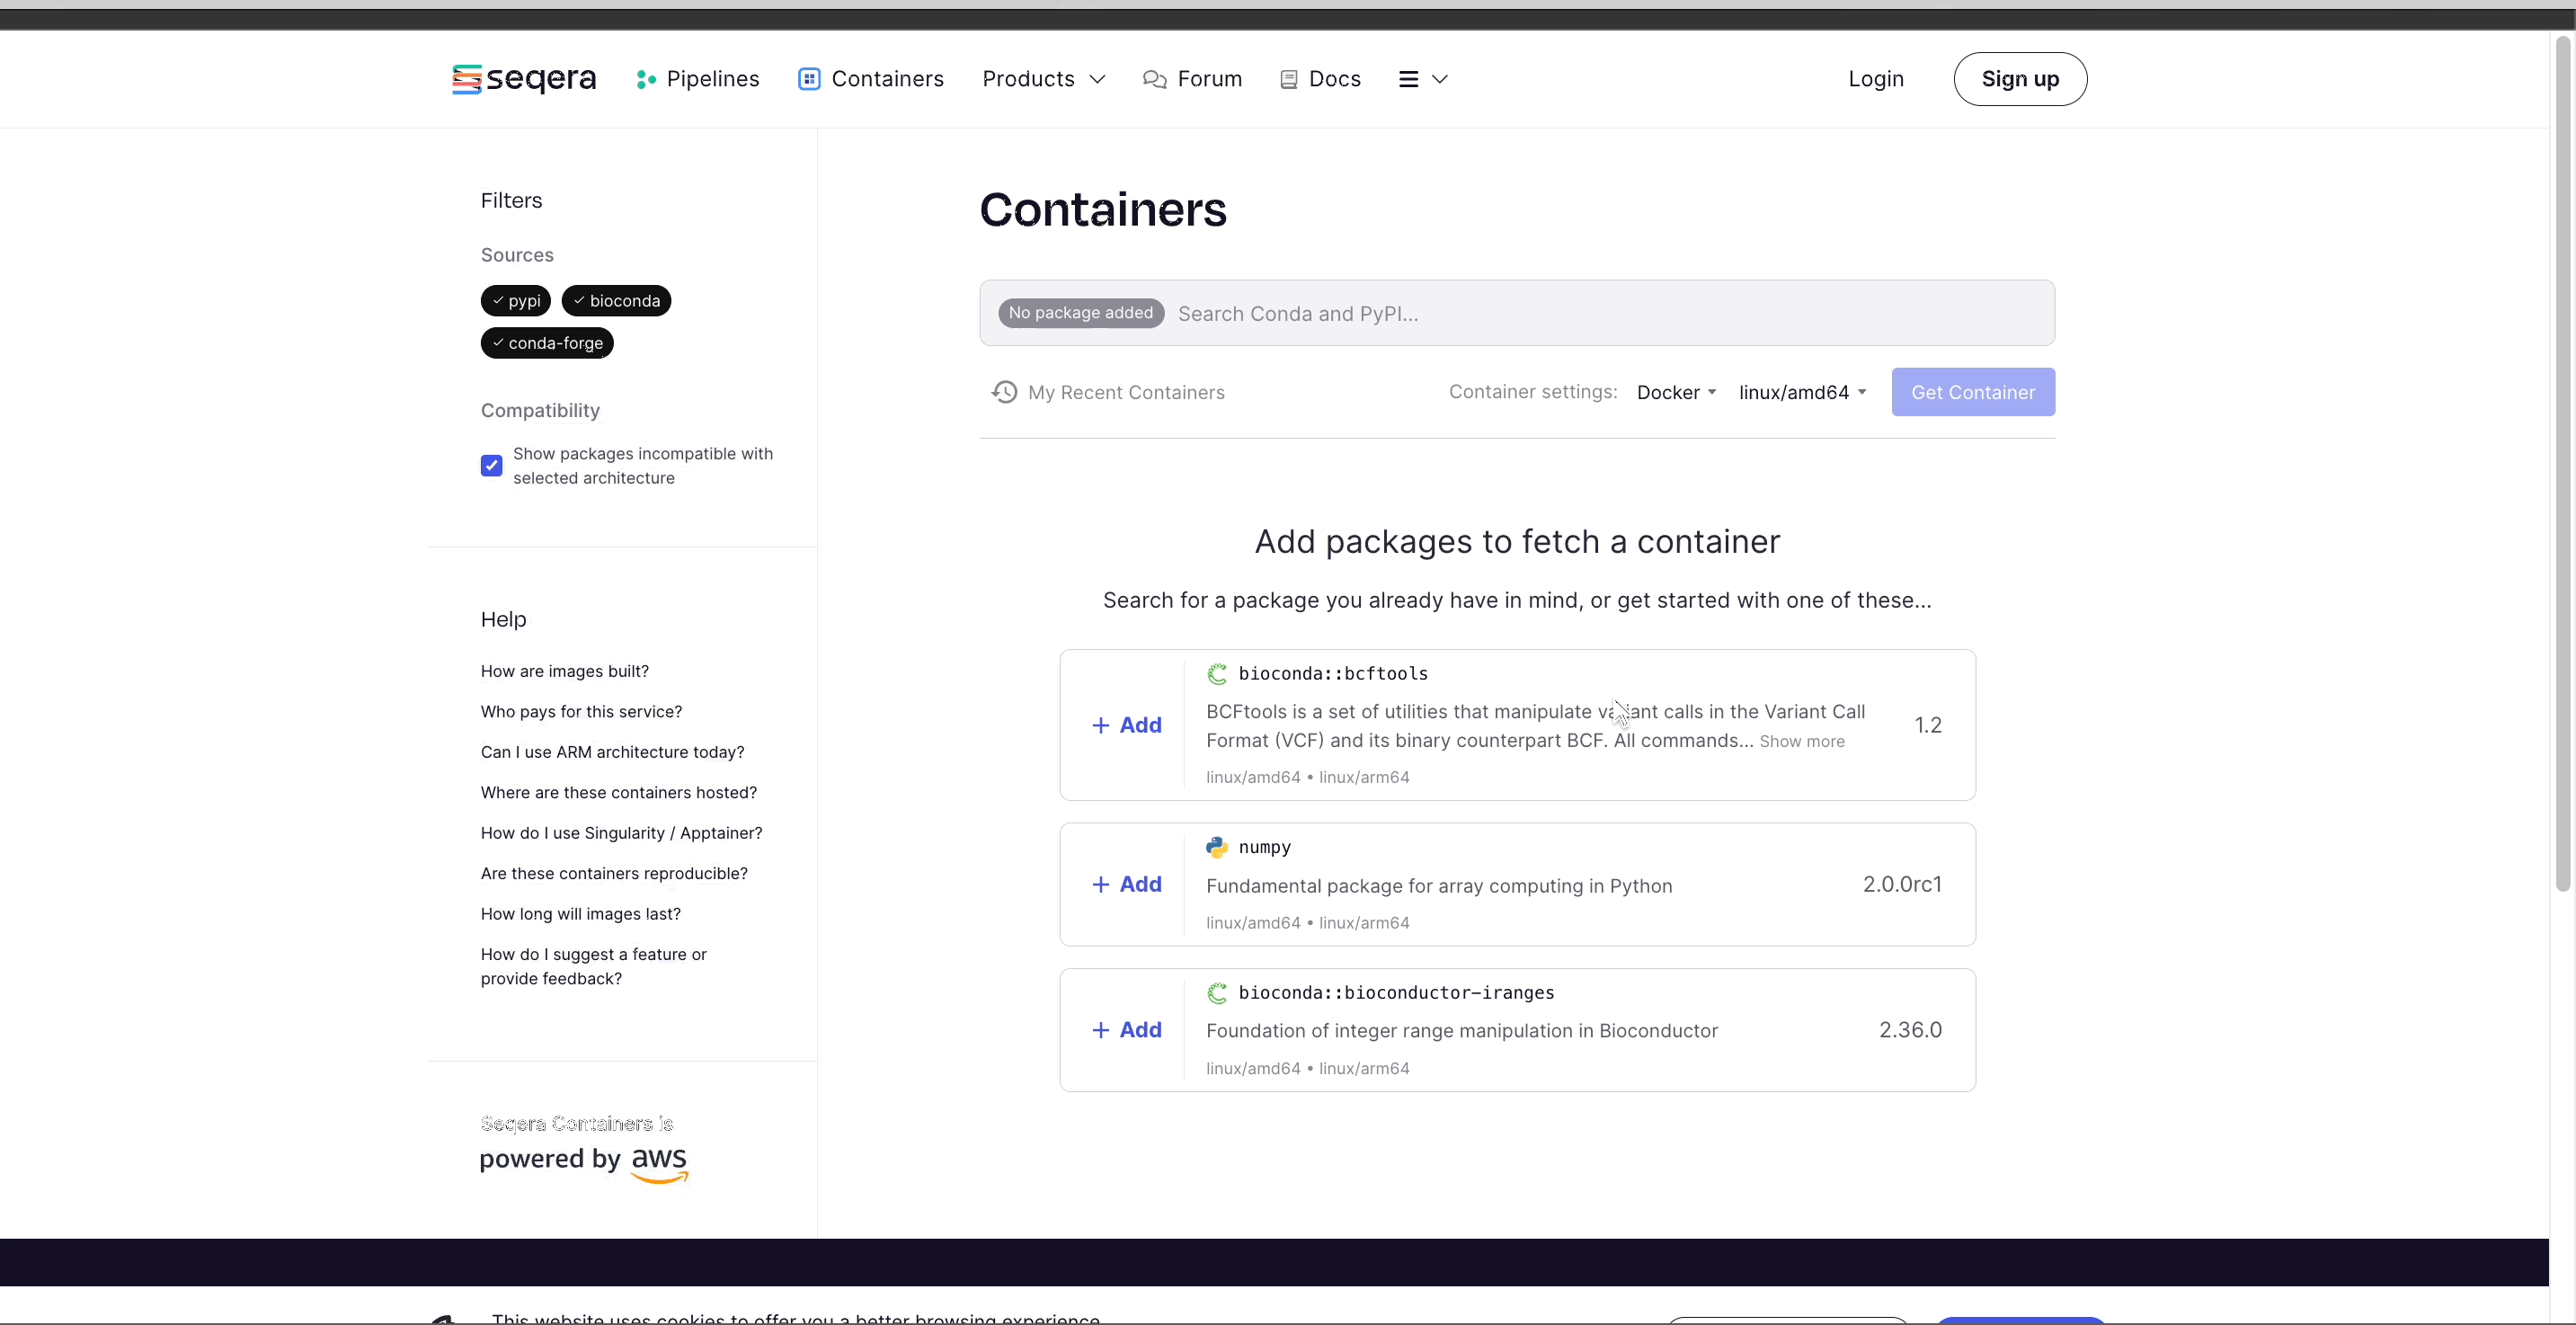 seqera Pipelines Containers Products Forum Docs Login Sign up
Filters
Sources
pypi bioconda
conda-forge
Compatibility
Show packages incompatible with
selected architecture
Help
How are images built?
Who pays for this service?
Can I use ARM architecture today?
Where are these containers hosted?
How do I use Singularity / Apptainer?
Are these containers reproducible?
How long will images last?
How do I suggest a feature or
provide feedback?
Seqera Containers is
powered by aws
Containers
No package added Search Conda and PyPI...
My Recent Containers Container settings: Docker linux/amd64 Get Container
Add packages to fetch a container
Search for a package you already have in mind, or get started with one of these...
bioconda::bcftools
+ Add
BCFtools is a set of utilities that manipulate variant calls in the Variant Call
Format (VCF) and its binary counterpart BCF. All commands... Show more
1.2
linux/amd64 • linux/arm64
numpy
+ Add
Fundamental package for array computing in Python
2.0.0rc1
linux/amd64 • linux/arm64
bioconda::bioconductor-iranges
+ Add
Foundation of integer range manipulation in Bioconductor
2.36.0
linux/amd64 • linux/arm64
This website uses cookies to offer you a better browsing experience